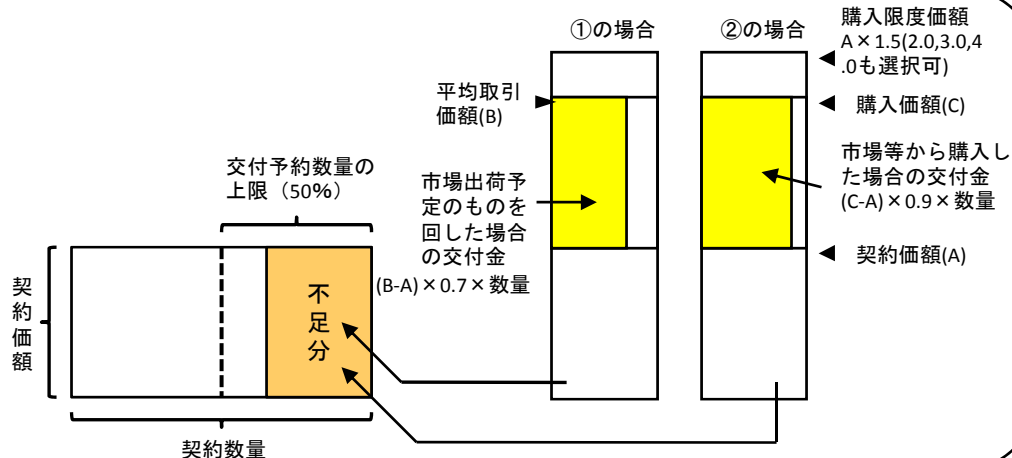 ①の場合
②の場合
購入限度価額
A×1.5(2.0,3.0,4
.0も選択可)
平均取引
価額(B)
購入価額(C)
交付予約数量の
上限（50%）
市場出荷予
定のものを
回した場合
の交付金
(B-A)×0.7×数量
市場等から購入し
た場合の交付金
(C-A)×0.9×数量
契約価額(A)
契約価額
不足分
契約数量